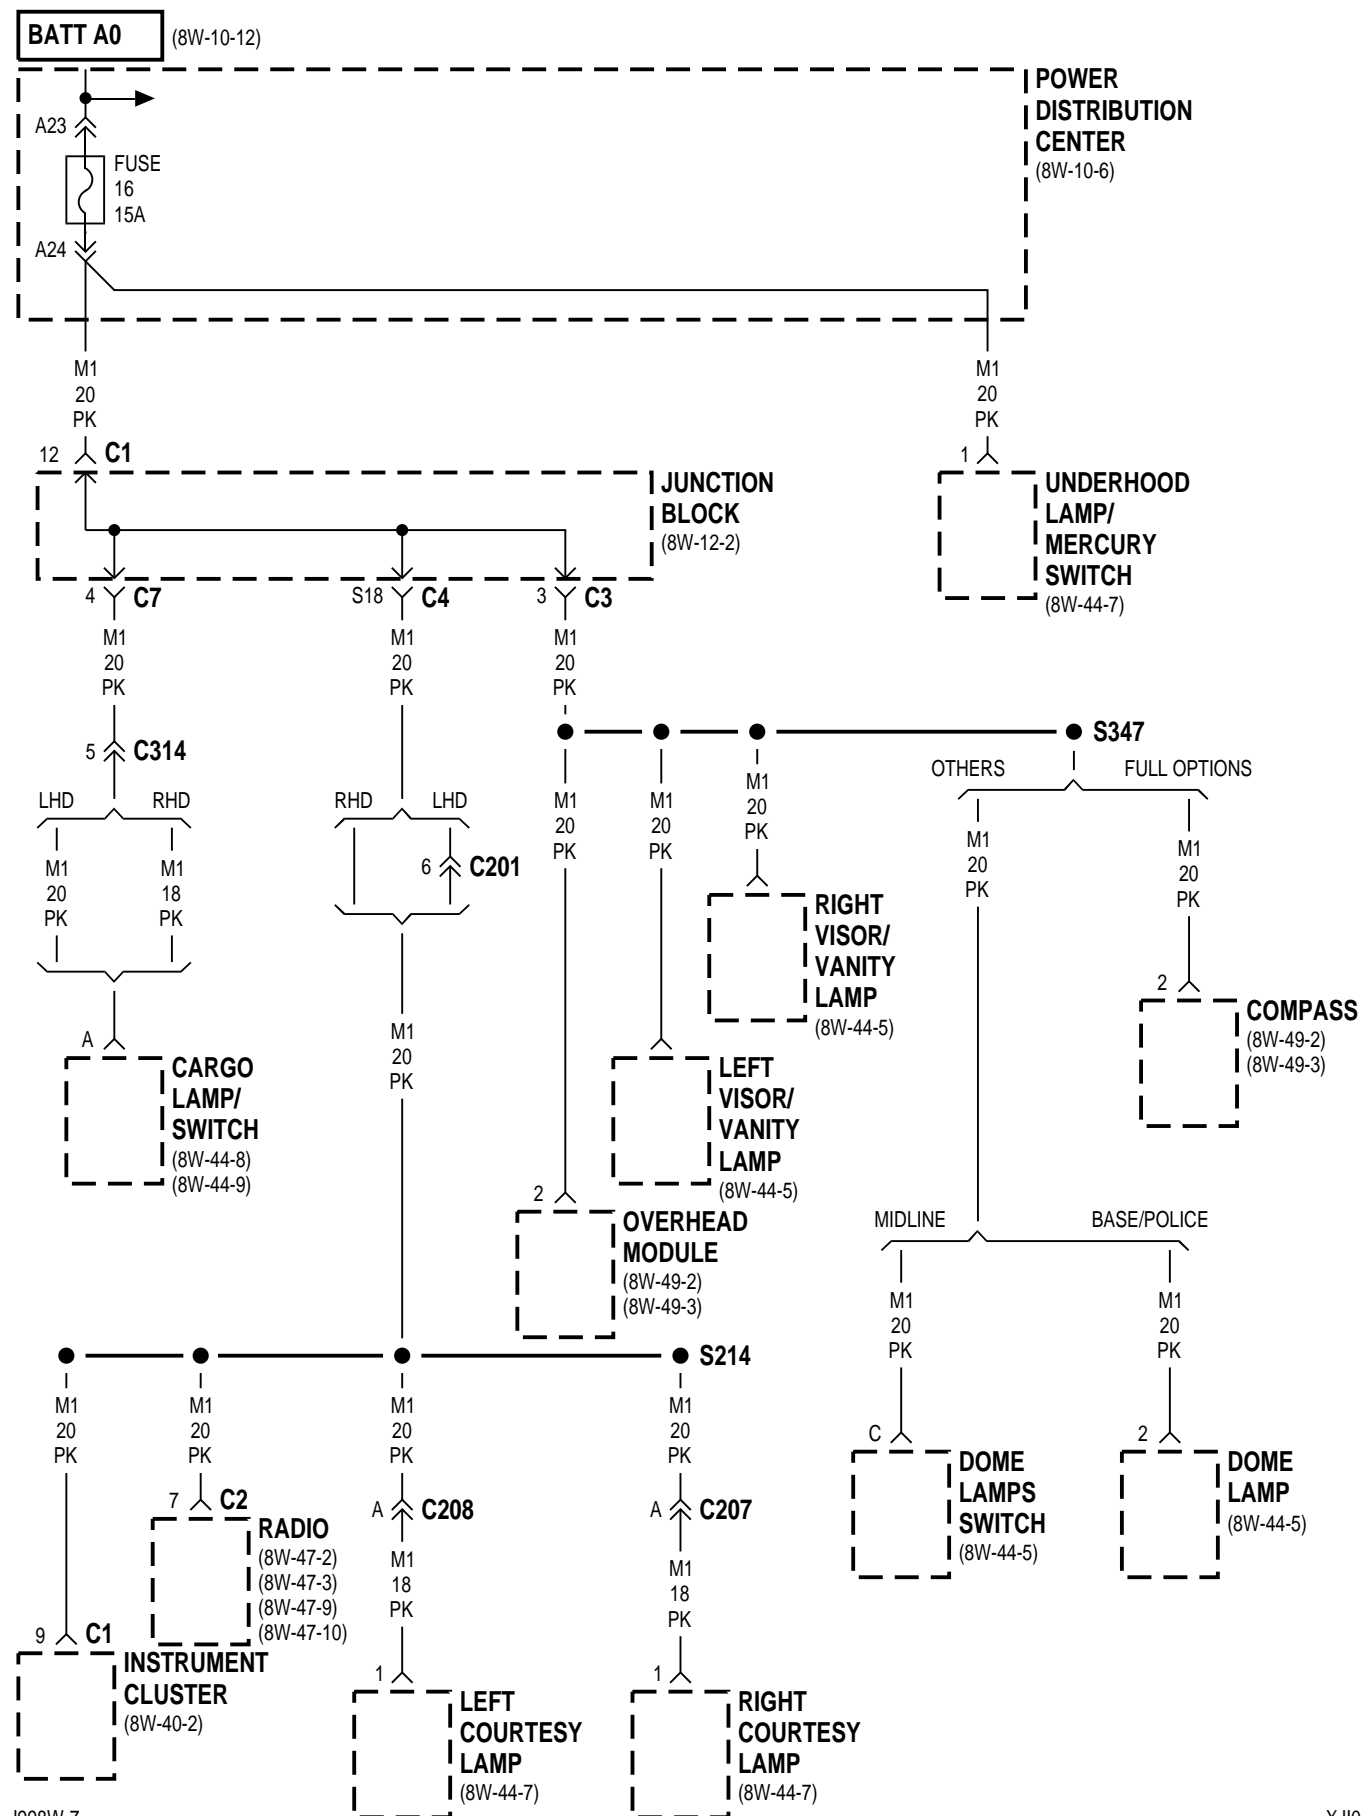 BATT A0 (8W-10-12)
POWER
DISTRIBUTION
CENTER
(8W-10-6)
A23
FUSE
16
15A
A24
M1
20
PK
M1
20
PK
12 C1
1
JUNCTION
BLOCK
(8W-12-2)
UNDERHOOD
LAMP/
MERCURY
SWITCH
(8W-44-7)
4 C7
S18 C4
3 C3
M1
20
PK
M1
20
PK
M1
20
PK
S347
5 C314
OTHERS FULL OPTIONS
LHD RHD
RHD LHD
M1
20
PK
M1
18
PK
6 C201
M1
20
PK
M1
20
PK
M1
20
PK
M1
20
PK
M1
20
PK
RIGHT
VISOR/
VANITY
LAMP
(8W-44-5)
2
COMPASS
(8W-49-2)
(8W-49-3)
A
CARGO
LAMP/
SWITCH
(8W-44-8)
(8W-44-9)
M1
20
PK
LEFT
VISOR/
VANITY
LAMP
(8W-44-5)
2
OVERHEAD
MODULE
(8W-49-2)
(8W-49-3)
MIDLINE BASE/POLICE
M1
20
PK
M1
20
PK
S214
M1
20
PK
M1
20
PK
M1
20
PK
M1
20
PK
C
DOME
LAMPS
SWITCH
(8W-44-5)
2
DOME
LAMP
(8W-44-5)
7 C2
RADIO
(8W-47-2)
(8W-47-3)
(8W-47-9)
(8W-47-10)
A C208
A C207
M1
18
PK
M1
18
PK
9 C1
INSTRUMENT
CLUSTER
(8W-40-2)
1
LEFT
COURTESY
LAMP
(8W-44-7)
1
RIGHT
COURTESY
LAMP
(8W-44-7)